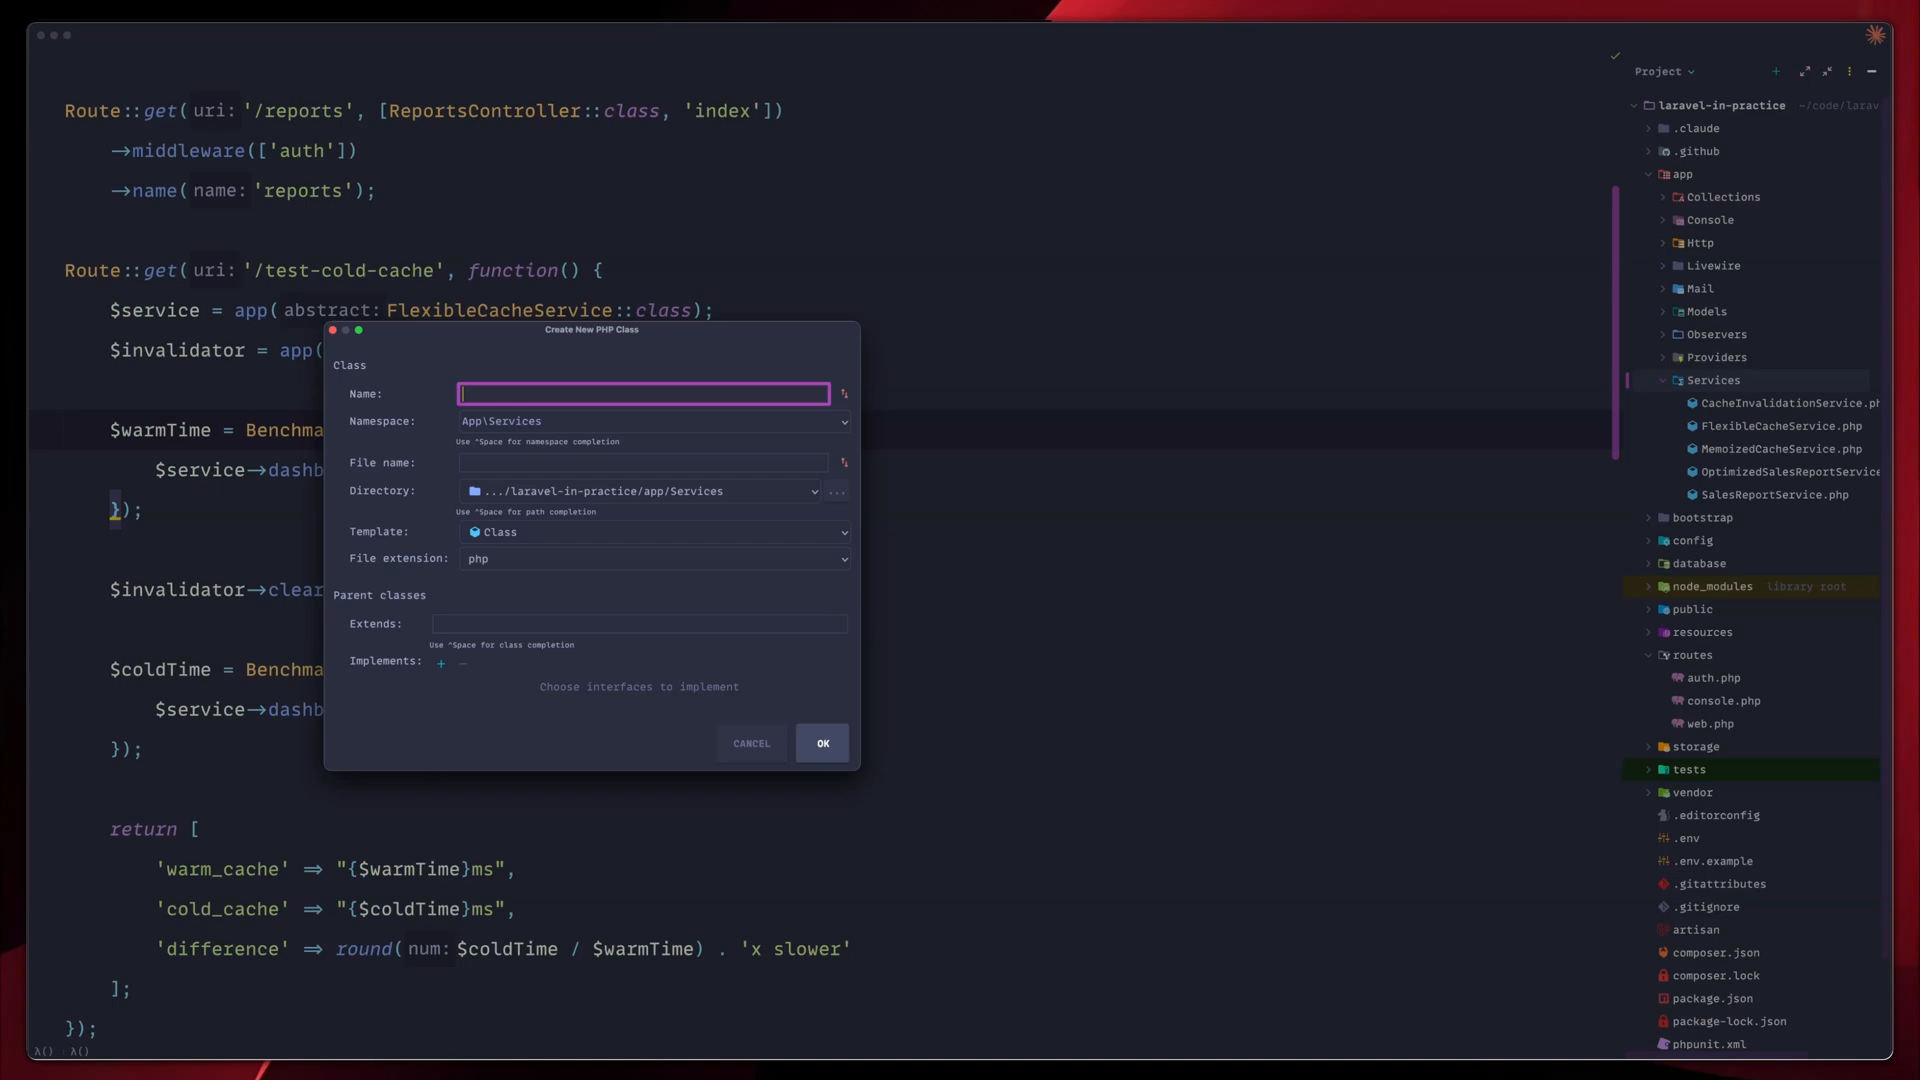 Route::get( uri: '/reports', [ReportsController::class, 'index'])
->middleware(['auth'])
->name( name: 'reports');
Route::get( uri: '/test-cold-cache', function() {
$service = app( abstract: FlexibleCacheService::class);
$invalidator = app(
$warmTime = Benchma
$service->dashb
});
$invalidator->clear
$coldTime = Benchma
$service->dashb
});
return [
'warm_cache' => "{$warmTime}ms",
'cold_cache' => "{$coldTime}ms",
'difference' => round( num: $coldTime / $warmTime) . 'x slower'
];
});
λ() › λ()
Create New PHP Class
Class
Name:
Namespace: App\Services
Use ^Space for namespace completion
File name:
Directory: .../laravel-in-practice/app/Services ...
Use ^Space for path completion
Template: Class
File extension: php
Parent classes
Extends:
Use ^Space for class completion
Implements: + −
Choose interfaces to implement
CANCEL OK
Project
laravel-in-practice ~/code/larav
.claude
.github
app
Collections
Console
Http
Livewire
Mail
Models
Observers
Providers
Services
CacheInvalidationService.ph
FlexibleCacheService.php
MemoizedCacheService.php
OptimizedSalesReportService
SalesReportService.php
bootstrap
config
database
node_modules library root
public
resources
routes
auth.php
console.php
web.php
storage
tests
vendor
.editorconfig
.env
.env.example
.gitattributes
.gitignore
artisan
composer.json
composer.lock
package.json
package-lock.json
phpunit.xml